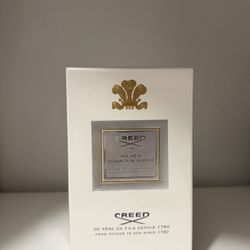 CREED
SILVER
MOUNTAIN WATER
CREED
DE PÈRE EN FILS DEPUIS 1760
FROM FATHER TO SON SINCE 1760